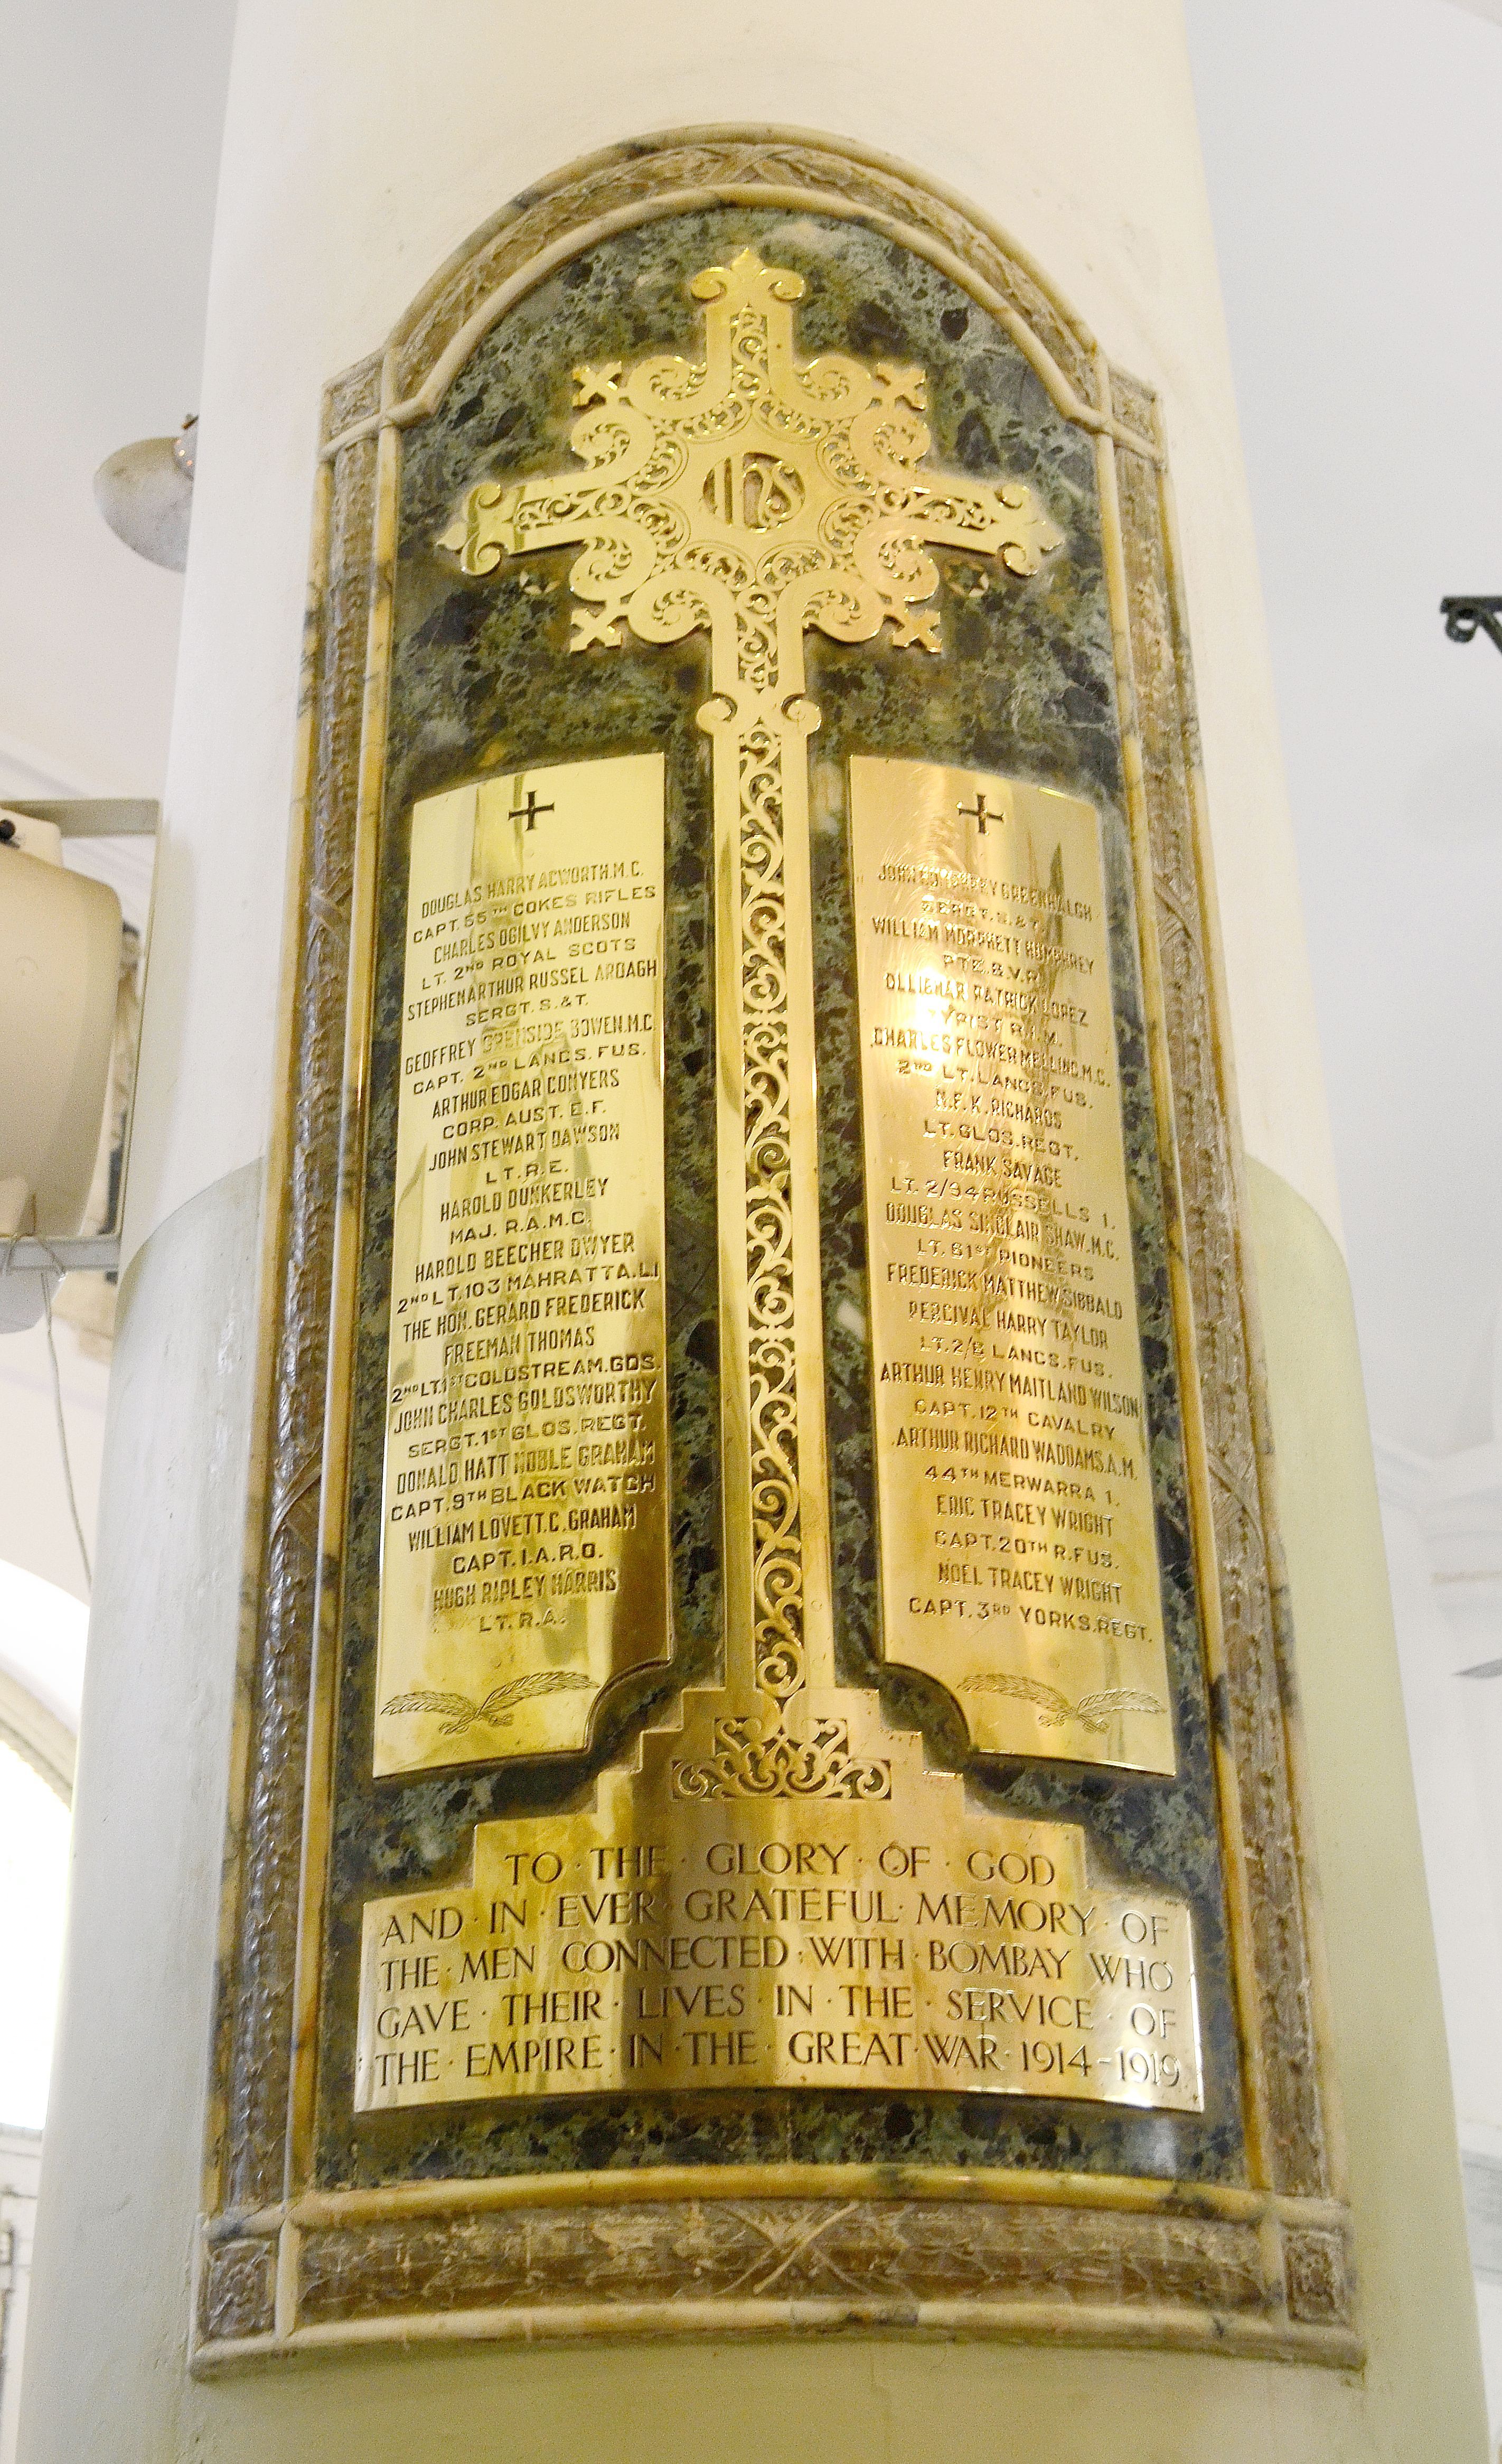 IHS
DOUGLAS HARRY ACWORTH.M.C.
CAPT. 55TH COKES RIFLES
CHARLES OGILVY ANDERSON
LT. 2ND ROYAL SCOTS
STEPHEN ARTHUR RUSSEL ARDAGH
SERGT. S.&T.
GEOFFREY BOWEN.M.C.
CAPT. 2ND LANCS. FUS.
ARTHUR EDGAR CONYERS
CORP. AUST. E.F.
JOHN STEWART DAWSON
LT. R.E.
HAROLD DUNKERLEY
MAJ. R.A.M.C.
HAROLD BEECHER DWYER
2ND LT. 103 MAHRATTA.LI
THE HON. GERARD FREDERICK
FREEMAN THOMAS
2ND LT. 1ST COLDSTREAM. GDS.
JOHN CHARLES GOLDSWORTHY
SERGT. 1ST GLOS. REGT.
DONALD HATT NOBLE GRAHAM
CAPT. 9TH BLACK WATCH
WILLIAM LOVETT. C. GRAHAM
CAPT. I.A.R.O.
HUGH RIPLEY HARRIS
LT. R.A.
JOHN GREENHALGH
SERGT. S.&T.
WILLIAM MORPHETT HUMPHREY
PTE. B.V.R.
PATRICK LOPEZ
TYPIST R.I.M.
CHARLES FLOWER MELLING.M.C.
2ND LT. LANCS. FUS.
N.F.K. RICHARDS
LT. GLOS. REGT.
FRANK SAVAGE
LT. 2/94 RUSSELLS I.
DOUGLAS SINCLAIR SHAW.M.C.
LT. 61ST PIONEERS
FREDERICK MATTHEW SIBBALD
PERCIVAL HARRY TAYLOR
LT. 2/8 LANCS. FUS.
ARTHUR HENRY MAITLAND WILSON
CAPT. 12TH CAVALRY
ARTHUR RICHARD WADDAMS.A.M.
44TH MERWARRA I.
ERIC TRACEY WRIGHT
CAPT. 20TH R. FUS.
NOEL TRACEY WRIGHT
CAPT. 3RD YORKS. REGT.
TO · THE · GLORY · OF · GOD
AND · IN · EVER · GRATEFUL · MEMORY · OF
THE · MEN CONNECTED · WITH · BOMBAY WHO
GAVE · THEIR · LIVES · IN · THE · SERVICE · OF
THE · EMPIRE · IN · THE · GREAT · WAR · 1914-1919